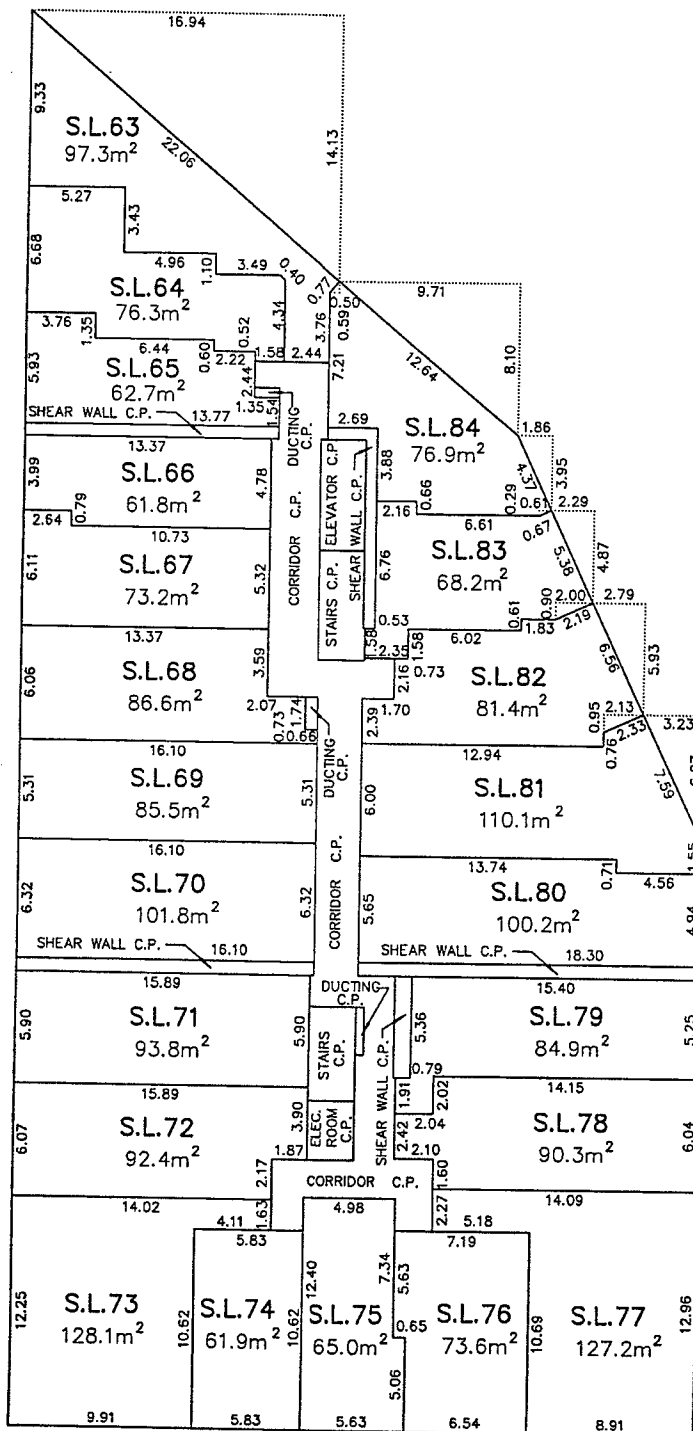 16.94
9.33
S.L.63
97.3m²
22.06
14.13
5.27
3.43
6.68
4.96
1.10
3.49
0.40
0.77
0.50
9.71
S.L.64
76.3m²
4.34
3.76
0.59
12.64
8.10
3.76
1.35
6.44
0.60
0.52
2.22
1.58
2.44
7.21
5.93
S.L.65
62.7m²
2.44
1.35
1.54
SHEAR WALL C.P.
13.77
DUCTING C.P.
2.69
S.L.84
76.9m²
1.86
4.37
3.95
13.37
3.99
S.L.66
61.8m²
4.78
ELEVATOR C.P.
SHEAR WALL C.P.
3.88
0.66
2.16
6.61
0.29
0.61
2.29
0.67
2.64
0.79
10.73
6.11
S.L.67
73.2m²
5.32
CORRIDOR C.P.
STAIRS C.P.
6.76
S.L.83
68.2m²
5.38
4.87
0.90
2.00
2.79
0.61
1.83
2.19
13.37
0.53
1.58
2.35
1.58
6.02
0.73
6.06
S.L.68
86.6m²
3.59
2.16
1.70
S.L.82
81.4m²
6.56
5.93
2.07
0.73
1.74
0.66
2.39
0.95
2.13
3.23
0.76
2.33
16.10
DUCTING C.P.
12.94
5.31
S.L.69
85.5m²
5.31
6.00
S.L.81
110.1m²
7.59
16.10
13.74
0.71
4.56
1.55
6.32
S.L.70
101.8m²
6.32
CORRIDOR C.P.
5.65
S.L.80
100.2m²
4.94
SHEAR WALL C.P.
16.10
SHEAR WALL C.P.
18.30
15.89
DUCTING C.P.
15.40
5.90
S.L.71
93.8m²
5.90
STAIRS C.P.
SHEAR WALL C.P.
5.36
S.L.79
84.9m²
5.25
0.79
15.89
1.91
2.02
14.15
2.04
6.07
S.L.72
92.4m²
3.90
ELEC. ROOM C.P.
2.42
S.L.78
90.3m²
6.04
1.87
2.10
2.17
1.60
CORRIDOR C.P.
14.02
4.98
14.09
1.63
2.27
4.11
5.83
5.18
7.19
12.25
S.L.73
128.1m²
10.62
S.L.74
61.9m²
10.62
12.40
S.L.75
65.0m²
7.34
5.63
0.65
5.06
S.L.76
73.6m²
10.69
S.L.77
127.2m²
12.96
9.91
5.83
5.63
6.54
8.91